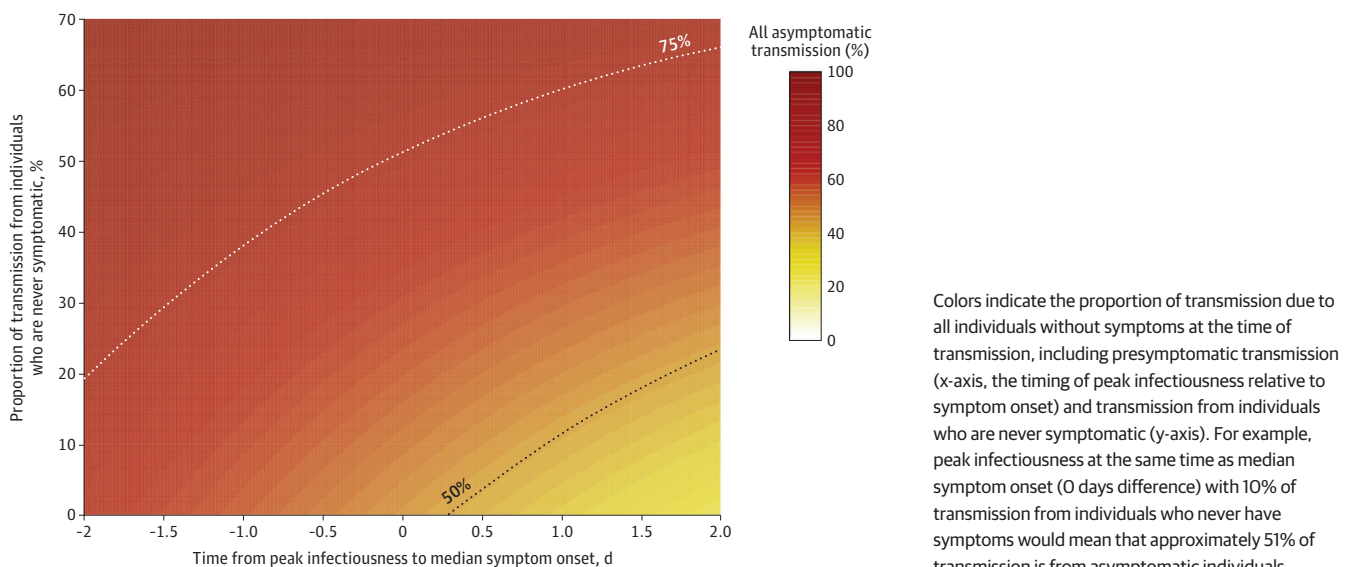 Proportion of transmission from individuals
who are never symptomatic, %
70
60
50
40
30
20
10
0
75%
50%
-2
-1.5
-1.0
-0.5
0
0.5
1.0
1.5
2.0
Time from peak infectiousness to median symptom onset, d
All asymptomatic
transmission (%)
100
80
60
40
20
0
Colors indicate the proportion of transmission due to
all individuals without symptoms at the time of
transmission, including presymptomatic transmission
(x-axis, the timing of peak infectiousness relative to
symptom onset) and transmission from individuals
who are never symptomatic (y-axis). For example,
peak infectiousness at the same time as median
symptom onset (0 days difference) with 10% of
transmission from individuals who never have
symptoms would mean that approximately 51% of
transmission is from asymptomatic individuals